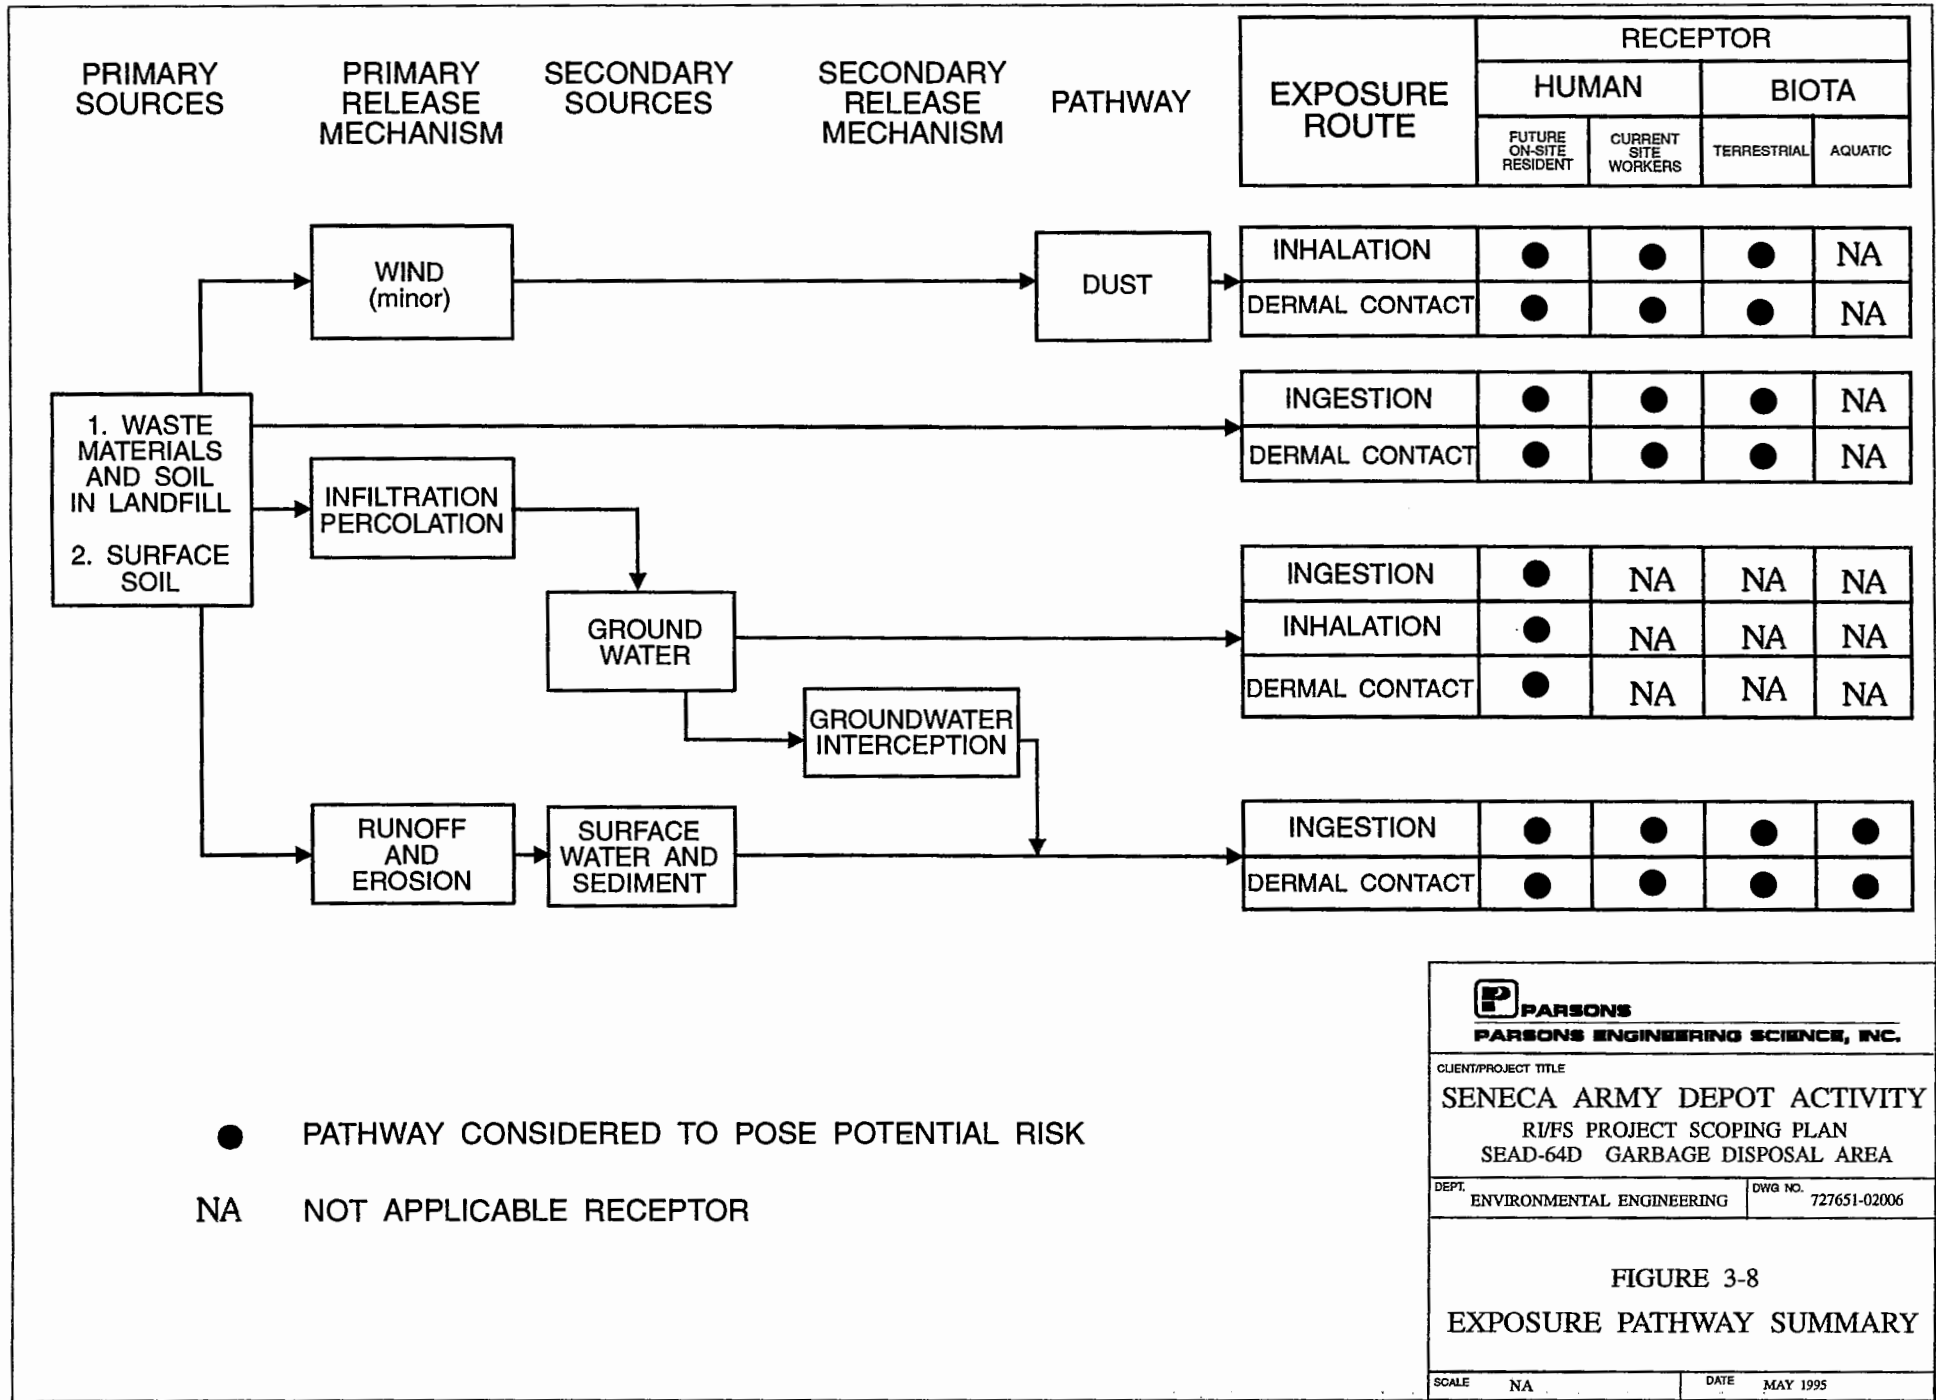 PRIMARY
SOURCES
PRIMARY
RELEASE
MECHANISM
SECONDARY
SOURCES
SECONDARY
RELEASE
MECHANISM
PATHWAY
EXPOSURE
ROUTE
RECEPTOR
HUMAN
BIOTA
FUTURE
ON-SITE
RESIDENT
CURRENT
SITE
WORKERS
TERRESTRIAL
AQUATIC
WIND
(minor)
DUST
INHALATION
NA
DERMAL CONTACT
NA
1. WASTE
MATERIALS
AND SOIL
IN LANDFILL
2. SURFACE
SOIL
INGESTION
NA
DERMAL CONTACT
NA
INFILTRATION
PERCOLATION
GROUND
WATER
INGESTION
NA NA NA
INHALATION
NA NA NA
DERMAL CONTACT
NA NA NA
GROUNDWATER
INTERCEPTION
RUNOFF
AND
EROSION
SURFACE
WATER AND
SEDIMENT
INGESTION
DERMAL CONTACT
PATHWAY CONSIDERED TO POSE POTENTIAL RISK
NA NOT APPLICABLE RECEPTOR
P PARSONS
PARSONS ENGINEERING SCIENCE, INC.
CLIENT/PROJECT TITLE
SENECA ARMY DEPOT ACTIVITY
RI/FS PROJECT SCOPING PLAN
SEAD-64D GARBAGE DISPOSAL AREA
DEPT. ENVIRONMENTAL ENGINEERING
DWG NO. 727651-02006
FIGURE 3-8
EXPOSURE PATHWAY SUMMARY
SCALE NA
DATE MAY 1995